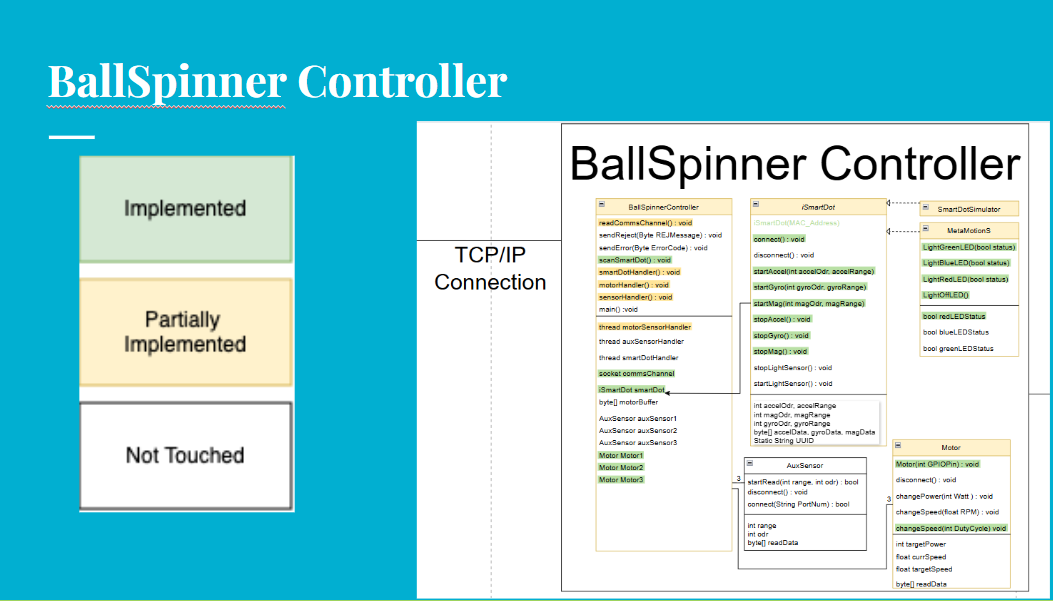 BallSpinner Controller
Implemented
Partially
Implemented
Not Touched
TCP/IP
Connection
BallSpinner Controller
BallSpinnerController
readCommsChannel() : void
sendReject(Byte REJMessage) : void
sendError(Byte ErrorCode) : void
scanSmartDot() : void
smartDotHandler() : void
motorHandler() : void
sensorHandler() : void
main() :void
thread motorSensorHandler
thread auxSensorHandler
thread smartDotHandler
socket commsChannel
iSmartDot smartDot
byte[] motorBuffer
AuxSensor auxSensor1
AuxSensor auxSensor2
AuxSensor auxSensor3
Motor Motor1
Motor Motor2
Motor Motor3
iSmartDot
iSmartDot(MAC_Address)
connect() : void
disconnect() : void
startAccel(int accelOdr, accelRange)
startGyro(int gyroOdr, gyroRange)
startMag(int magOdr, magRange)
stopAccel() : void
stopGyro() : void
stopMag() : void
stopLightSensor() : void
startLightSensor() : void
int accelOdr, accelRange
int magOdr, magRange
int gyroOdr, gyroRange
byte[] accelData, gyroData, magData
Static String UUID
SmartDotSimulator
MetaMotionS
LightGreenLED(bool status)
LightBlueLED(bool status)
LightRedLED(bool status)
LightOffLED()
bool redLEDStatus
bool blueLEDStatus
bool greenLEDStatus
3
AuxSensor
startRead(int range, int odr) : bool
disconnect() : void
connect(String PortNum) : bool
int range
int odr
byte[] readData
3
Motor
Motor(int GPIOPin) : void
disconnect() : void
changePower(int Watt ) : void
changeSpeed(float RPM) : void
changeSpeed(int DutyCycle) void
int targetPower
float currSpeed
float targetSpeed
byte[] readData